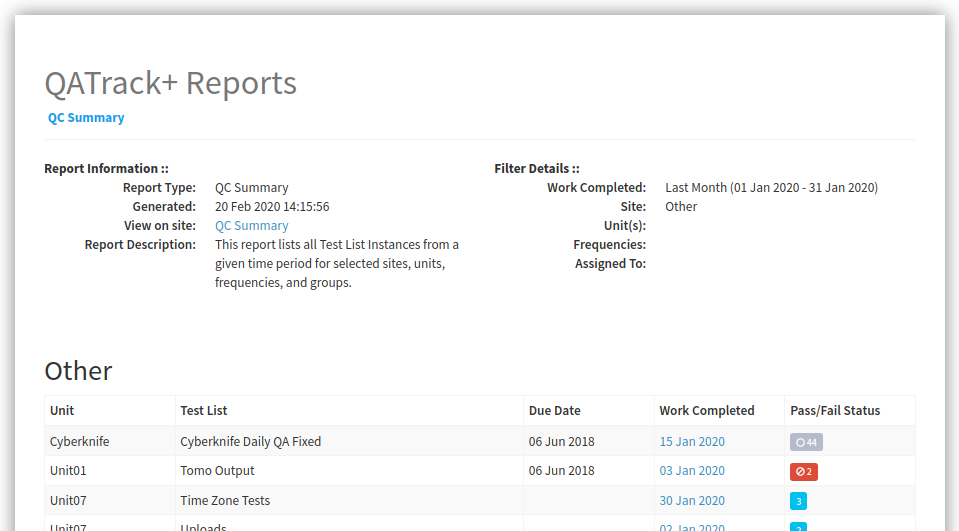 QATrack+ Reports
QC Summary
Report Information ::
Report Type: QC Summary
Generated: 20 Feb 2020 14:15:56
View on site: QC Summary
Report Description: This report lists all Test List Instances from a
given time period for selected sites, units,
frequencies, and groups.
Filter Details ::
Work Completed: Last Month (01 Jan 2020 - 31 Jan 2020)
Site: Other
Unit(s):
Frequencies:
Assigned To:
Other
Unit Test List Due Date Work Completed Pass/Fail Status
Cyberknife Cyberknife Daily QA Fixed 06 Jun 2018 15 Jan 2020 44
Unit01 Tomo Output 06 Jun 2018 03 Jan 2020 2
Unit07 Time Zone Tests 30 Jan 2020 3
Unit07 Uploads 02 Jan 2020